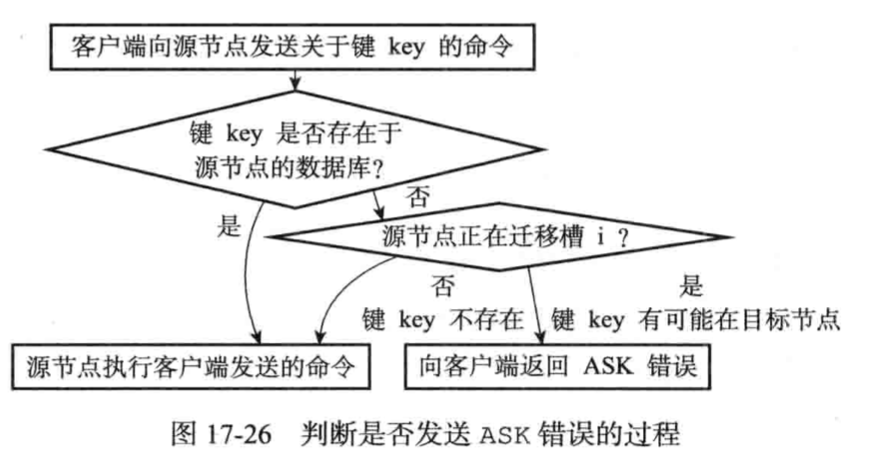 客户端向源节点发送关于键 key 的命令
键 key 是否存在于
源节点的数据库?
否
是
源节点正在迁移槽 i ?
否
键 key 不存在
是
键 key 有可能在目标节点
源节点执行客户端发送的命令
向客户端返回 ASK 错误
图 17-26 判断是否发送 ASK 错误的过程